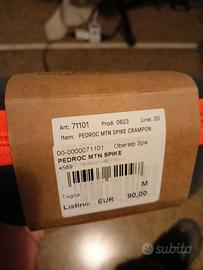 Art: 71101 Prod: 0623 Line: 00
Item: PEDROC MTN SPIKE CRAMPON
00-0000071101 Oberalp Spa
PEDROC MTN SPIKE
4569
Taglia M
Listino: EUR 90,00
subito